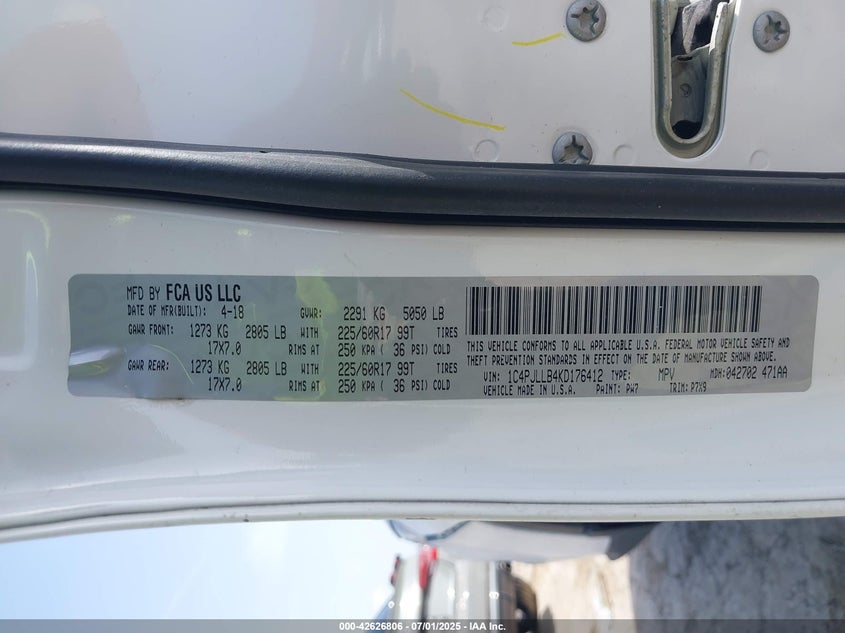 MFD BY FCA US LLC
DATE OF MFR(BUILT): 4-18 GVWR: 2291 KG 5050 LB
GAWR FRONT: 1273 KG 2805 LB WITH 225/60R17 99T TIRES
17X7.0 RIMS AT 250 KPA ( 36 PSI) COLD
GAWR REAR: 1273 KG 2805 LB WITH 225/60R17 99T TIRES
17X7.0 RIMS AT 250 KPA ( 36 PSI) COLD
THIS VEHICLE CONFORMS TO ALL APPLICABLE U.S.A. FEDERAL MOTOR VEHICLE SAFETY AND
THEFT PREVENTION STANDARDS IN EFFECT ON THE DATE OF MANUFACTURE SHOWN ABOVE.
VIN: 1C4PJLLB4KD176412 TYPE: MPV MDH: 042702 471AA
VEHICLE MADE IN U.S.A. PAINT: PW7 TRIM: P7X9
000-42626806 - 07/01/2025 - IAA Inc.